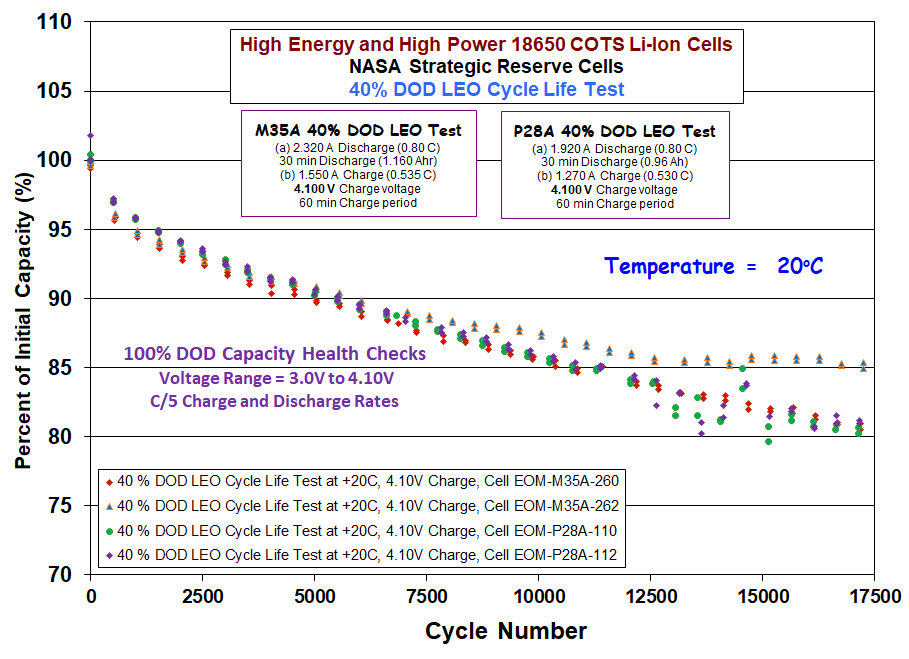 High Energy and High Power 18650 COTS Li-Ion Cells
NASA Strategic Reserve Cells
40% DOD LEO Cycle Life Test
M35A 40% DOD LEO Test
(a) 2.320 A Discharge (0.80 C)
30 min Discharge (1.160 Ahr)
(b) 1.550 A Charge (0.535 C)
4.100 V Charge voltage
60 min Charge period
P28A 40% DOD LEO Test
(a) 1.920 A Discharge (0.80 C)
30 min Discharge (0.96 Ah)
(b) 1.270 A Charge (0.530 C)
4.100 V Charge voltage
60 min Charge period
Temperature = 20°C
100% DOD Capacity Health Checks
Voltage Range = 3.0V to 4.10V
C/5 Charge and Discharge Rates
40 % DOD LEO Cycle Life Test at +20C, 4.10V Charge, Cell EOM-M35A-260
40 % DOD LEO Cycle Life Test at +20C, 4.10V Charge, Cell EOM-M35A-262
40 % DOD LEO Cycle Life Test at +20C, 4.10V Charge, Cell EOM-P28A-110
40 % DOD LEO Cycle Life Test at +20C, 4.10V Charge, Cell EOM-P28A-112
Percent of Initial Capacity (%)
110
105
100
95
90
85
80
75
70
0 2500 5000 7500 10000 12500 15000 17500
Cycle Number